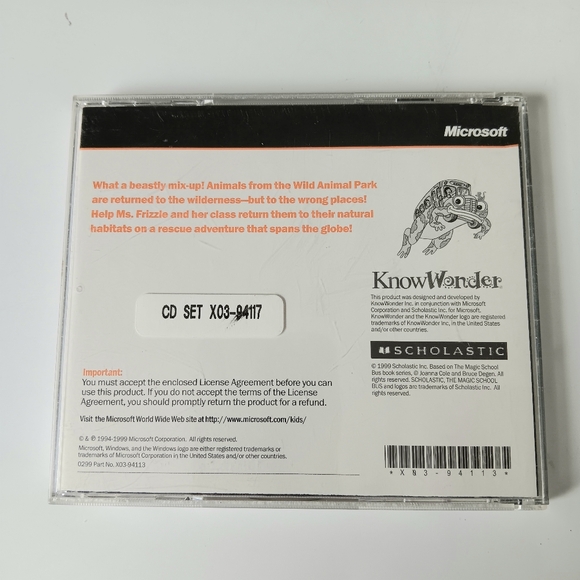 Microsoft
What a beastly mix-up! Animals from the Wild Animal Park
are returned to the wilderness—but to the wrong places!
Help Ms. Frizzle and her class return them to their natural
habitats on a rescue adventure that spans the globe!
KnowWonder
This product was designed and developed by
KnowWonder Inc. in conjunction with Microsoft
Corporation and Scholastic Inc. for Microsoft.
KnowWonder and the KnowWonder logo are registered
trademarks of KnowWonder Inc. in the United States
and/or other countries.
CD SET X03-94117
SCHOLASTIC
© 1999 Scholastic Inc. Based on The Magic School
Bus book series, © Joanna Cole and Bruce Degen. All
rights reserved. SCHOLASTIC, THE MAGIC SCHOOL
BUS and logos are trademarks of Scholastic Inc.
Important:
You must accept the enclosed License Agreement before you can
use this product. If you do not accept the terms of the License
Agreement, you should promptly return the product for a refund.
Visit the Microsoft World Wide Web site at http://www.microsoft.com/kids/
© & ℗ 1994-1999 Microsoft Corporation. All rights reserved.
Microsoft, Windows, and the Windows logo are either registered trademarks or
trademarks of Microsoft Corporation in the United States and/or other countries.
0299 Part No. X03-94113
*X03-94113*